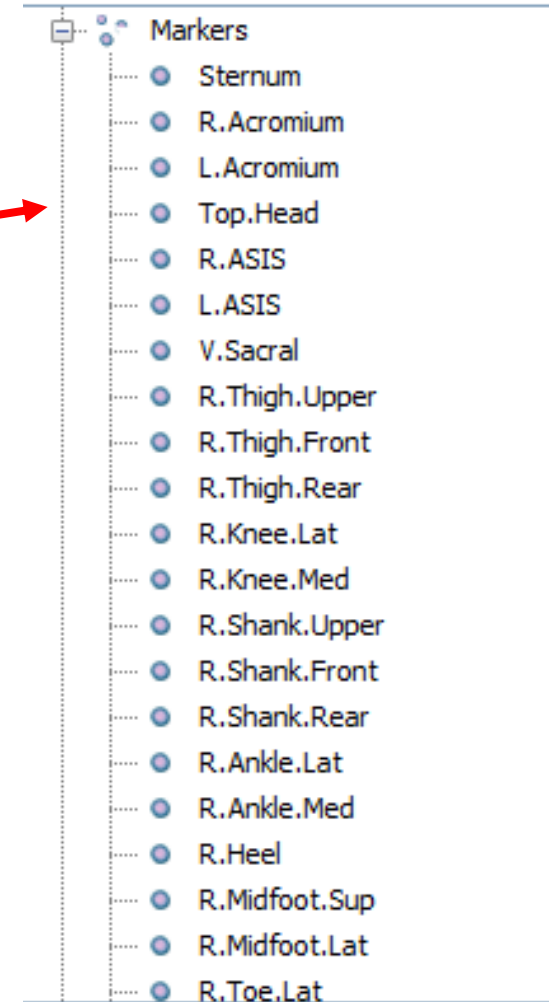 Markers
Sternum
R.Acromium
L.Acromium
Top.Head
R.ASIS
L.ASIS
V.Sacral
R.Thigh.Upper
R.Thigh.Front
R.Thigh.Rear
R.Knee.Lat
R.Knee.Med
R.Shank.Upper
R.Shank.Front
R.Shank.Rear
R.Ankle.Lat
R.Ankle.Med
R.Heel
R.Midfoot.Sup
R.Midfoot.Lat
R.Toe.Lat